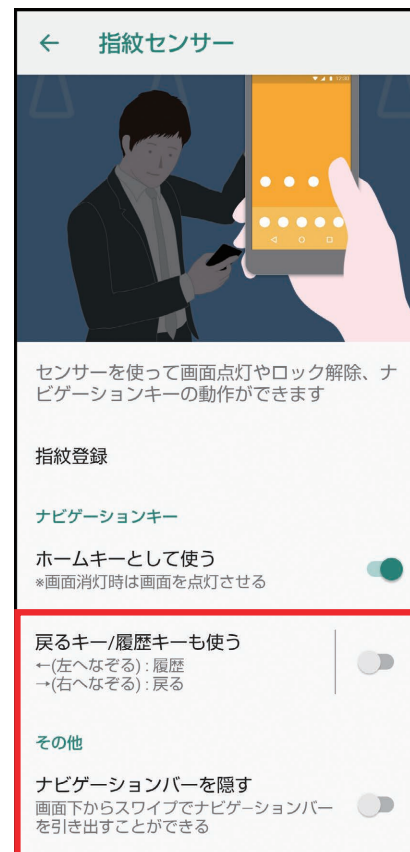 ← 指紋センサー
17:30
センサーを使って画面点灯やロック解除、ナ
ビゲーションキーの動作ができます
指紋登録
ナビゲーションキー
ホームキーとして使う
*画面消灯時は画面を点灯させる
戻るキー/履歴キーも使う
←(左へなぞる) : 履歴
→(右へなぞる) : 戻る
その他
ナビゲーションバーを隠す
画面下からスワイプでナビゲーションバー
を引き出すことができる